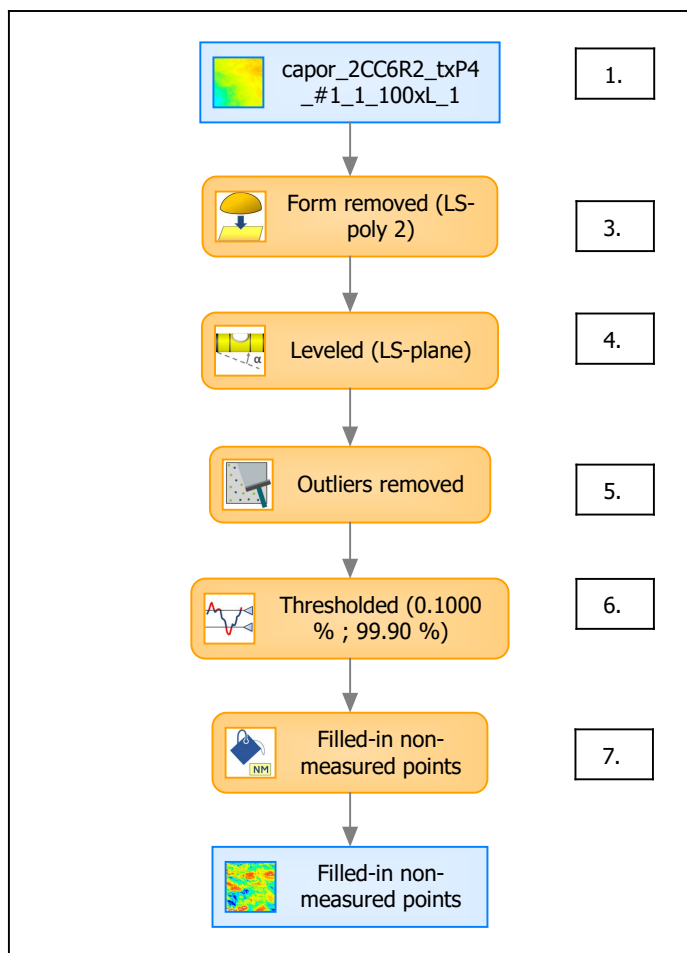 capor_2CC6R2_txP4
_#1_1_100xL_1
1.
Form removed (LS-
poly 2)
3.
α
Leveled (LS-plane)
4.
Outliers removed
5.
Thresholded (0.1000
% ; 99.90 %)
6.
NM
Filled-in non-
measured points
7.
Filled-in non-
measured points